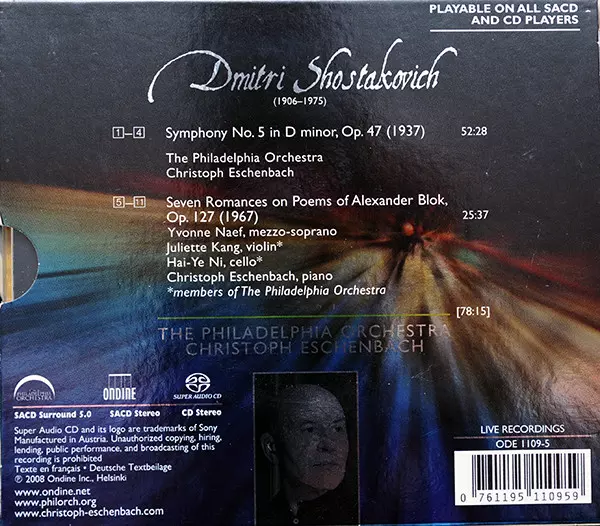 PLAYABLE ON ALL SACD
AND CD PLAYERS
Dmitri Shostakovich
(1906–1975)
1–4 Symphony No. 5 in D minor, Op. 47 (1937) 52:28
The Philadelphia Orchestra
Christoph Eschenbach
5–11 Seven Romances on Poems of Alexander Blok,
Op. 127 (1967) 25:37
Yvonne Naef, mezzo-soprano
Juliette Kang, violin*
Hai-Ye Ni, cello*
Christoph Eschenbach, piano
*members of The Philadelphia Orchestra
[78:15]
THE PHILADELPHIA ORCHESTRA
CHRISTOPH ESCHENBACH
PHILADELPHIA
ORCHESTRA
ONDINE
SUPER AUDIO CD
SACD Surround 5.0 SACD Stereo CD Stereo
Super Audio CD and its logo are trademarks of Sony
Manufactured in Austria. Unauthorized copying, hiring,
lending, public performance, and broadcasting of this
recording is prohibited
Texte en français • Deutsche Textbeilage
℗ 2008 Ondine Inc., Helsinki
www.ondine.net
www.philorch.org
www.christoph-eschenbach.com
LIVE RECORDINGS
ODE 1109-5
0 761195 110959